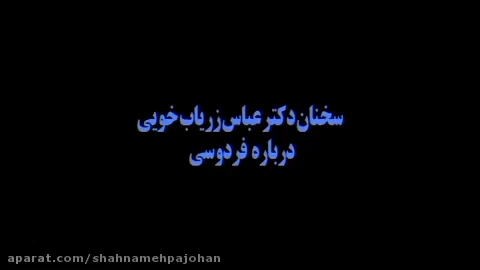 سخنان دکتر عباس زریاب خویی
درباره فردوسی
aparat.com/shahnamehpajohan